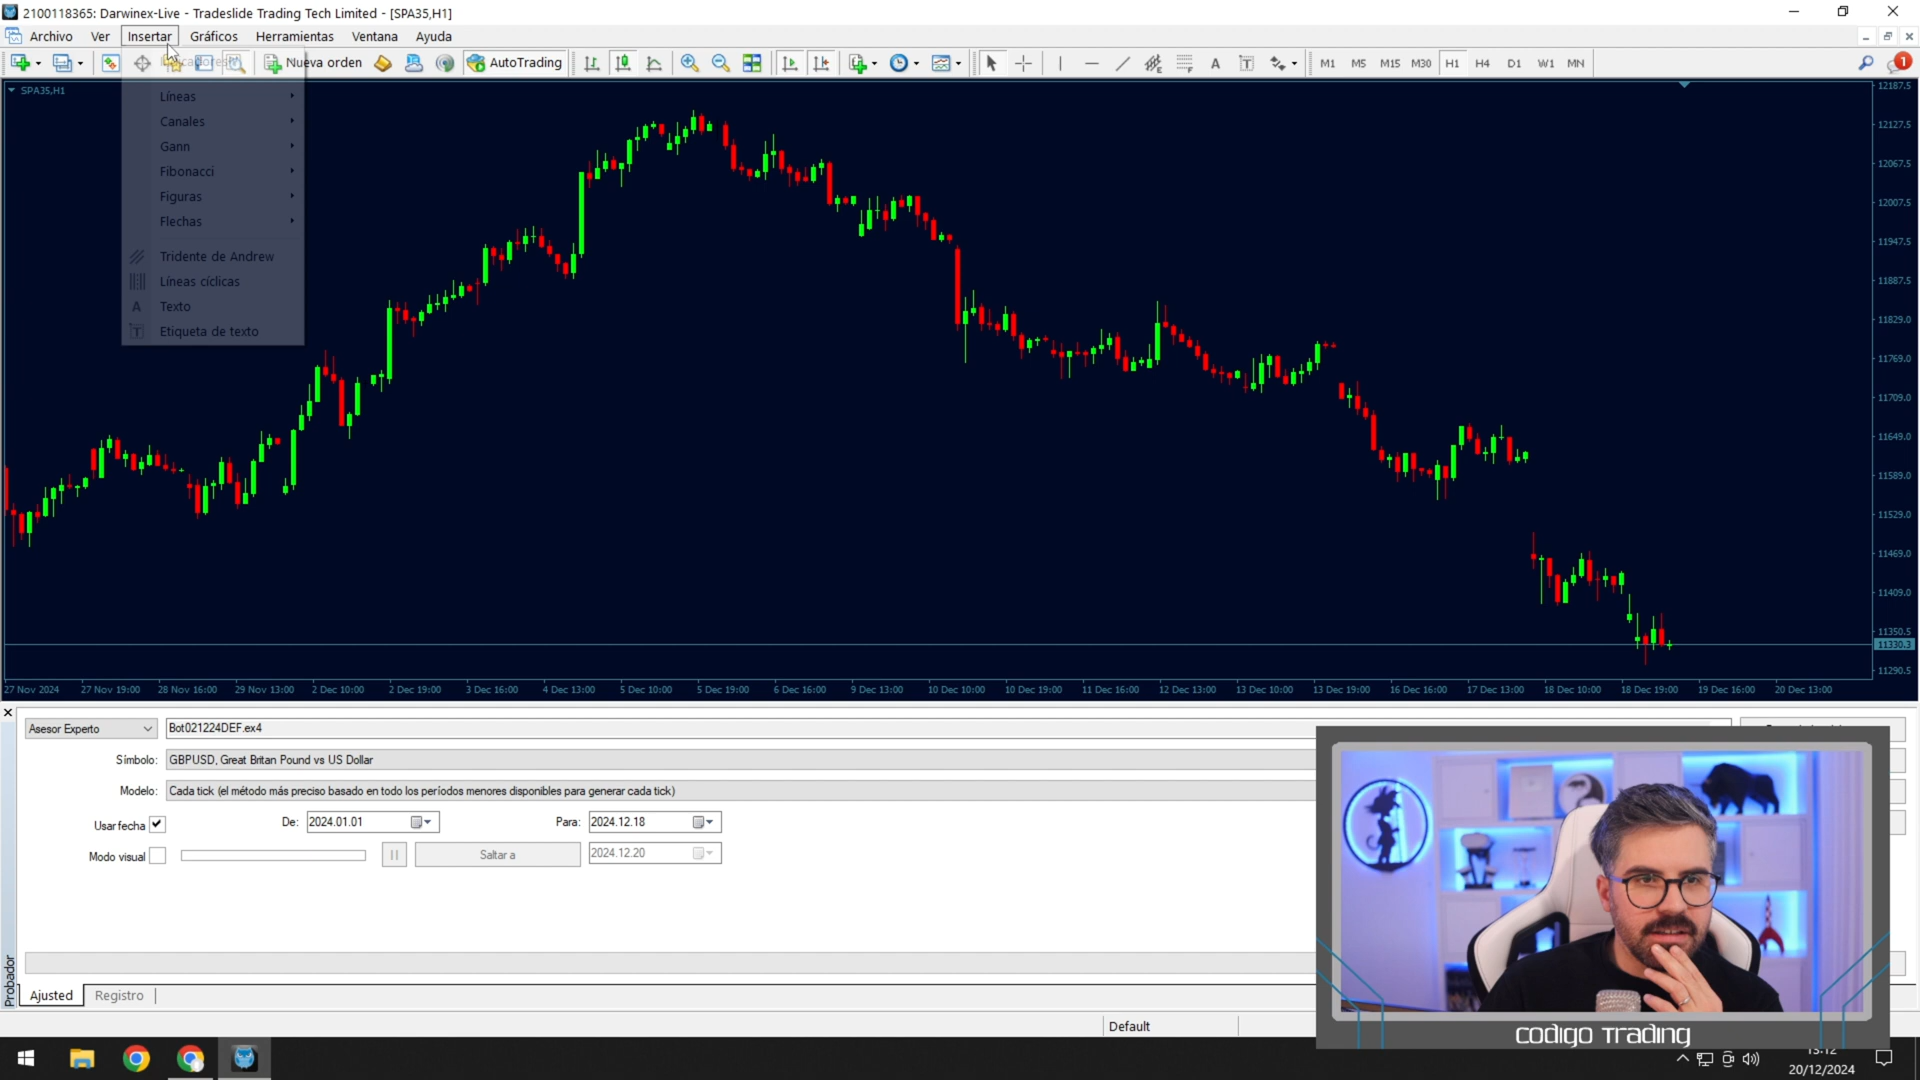 2100118365: Darwinex-Live - Tradeslide Trading Tech Limited - [SPA35,H1]
Archivo Ver Insertar Gráficos Herramientas Ventana Ayuda
Nueva orden AutoTrading A T M1 M5 M15 M30 H1 H4 D1 W1 MN 1
SPA35,H1
Líneas
Canales
Gann
Fibonacci
Figuras
Flechas
Tridente de Andrew
Líneas cíclicas
A Texto
T Etiqueta de texto
12187.5
12127.5
12067.5
12007.5
11947.5
11887.5
11829.0
11769.0
11709.0
11649.0
11589.0
11529.0
11469.0
11409.0
11350.5
11330.3
11290.5
27 Nov 2024 27 Nov 19:00 28 Nov 16:00 29 Nov 13:00 2 Dec 10:00 2 Dec 19:00 3 Dec 16:00 4 Dec 13:00 5 Dec 10:00 5 Dec 19:00 6 Dec 16:00 9 Dec 13:00 10 Dec 10:00 10 Dec 19:00 11 Dec 16:00 12 Dec 13:00 13 Dec 10:00 13 Dec 19:00 16 Dec 16:00 17 Dec 13:00 18 Dec 10:00 18 Dec 19:00 19 Dec 16:00 20 Dec 13:00
Asesor Experto Bot021224DEF.ex4
Símbolo: GBPUSD, Great Britan Pound vs US Dollar
Modelo: Cada tick (el método más preciso basado en todo los períodos menores disponibles para generar cada tick)
Usar fecha De: 2024.01.01 Para: 2024.12.18
Modo visual Saltar a 2024.12.20
Probador
Ajusted Registro
Default
CODIGO TRADING
13:12
20/12/2024